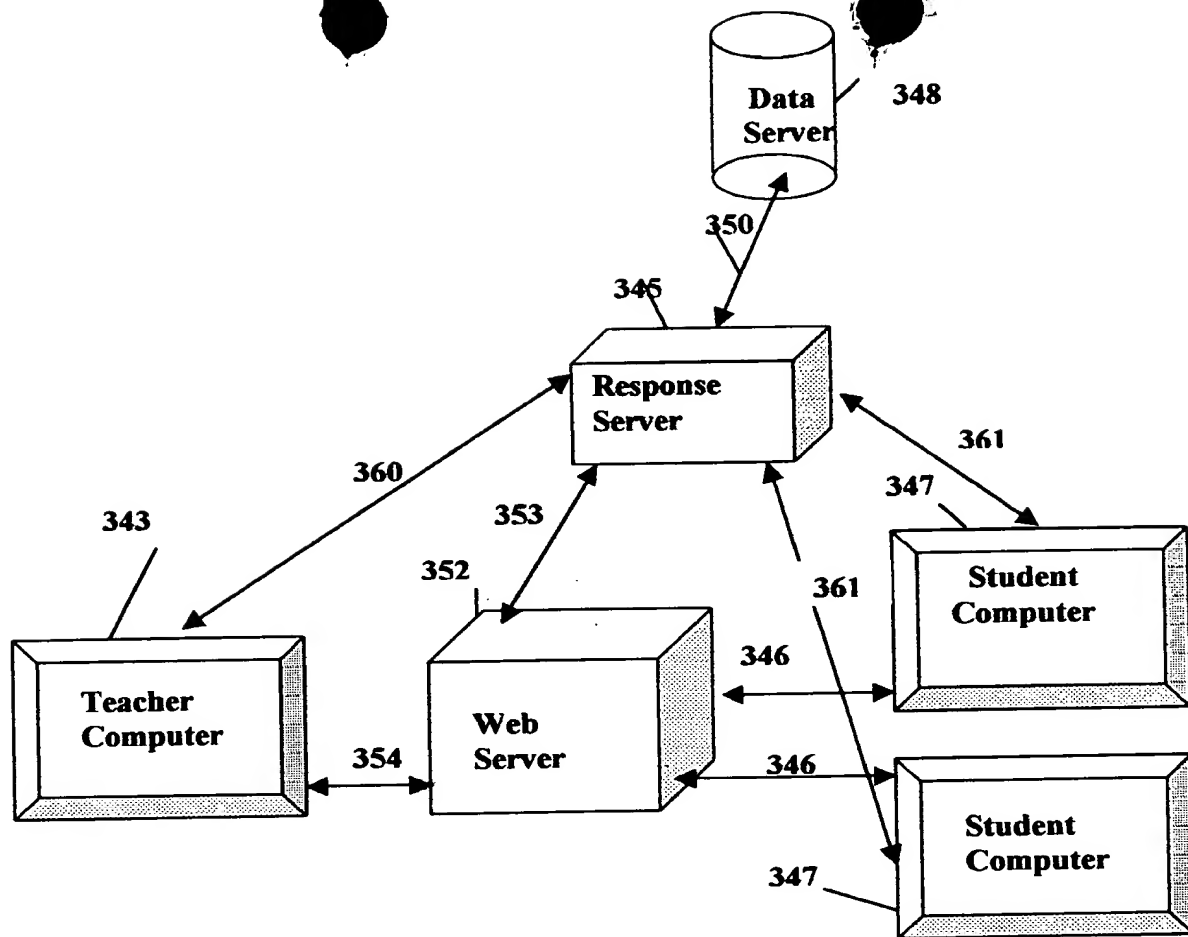 Data
Server
348
350
345
Response
Server
360
361
347
343
353
352
361
Student
Computer
346
Teacher
Computer
Web
Server
354
346
Student
Computer
347